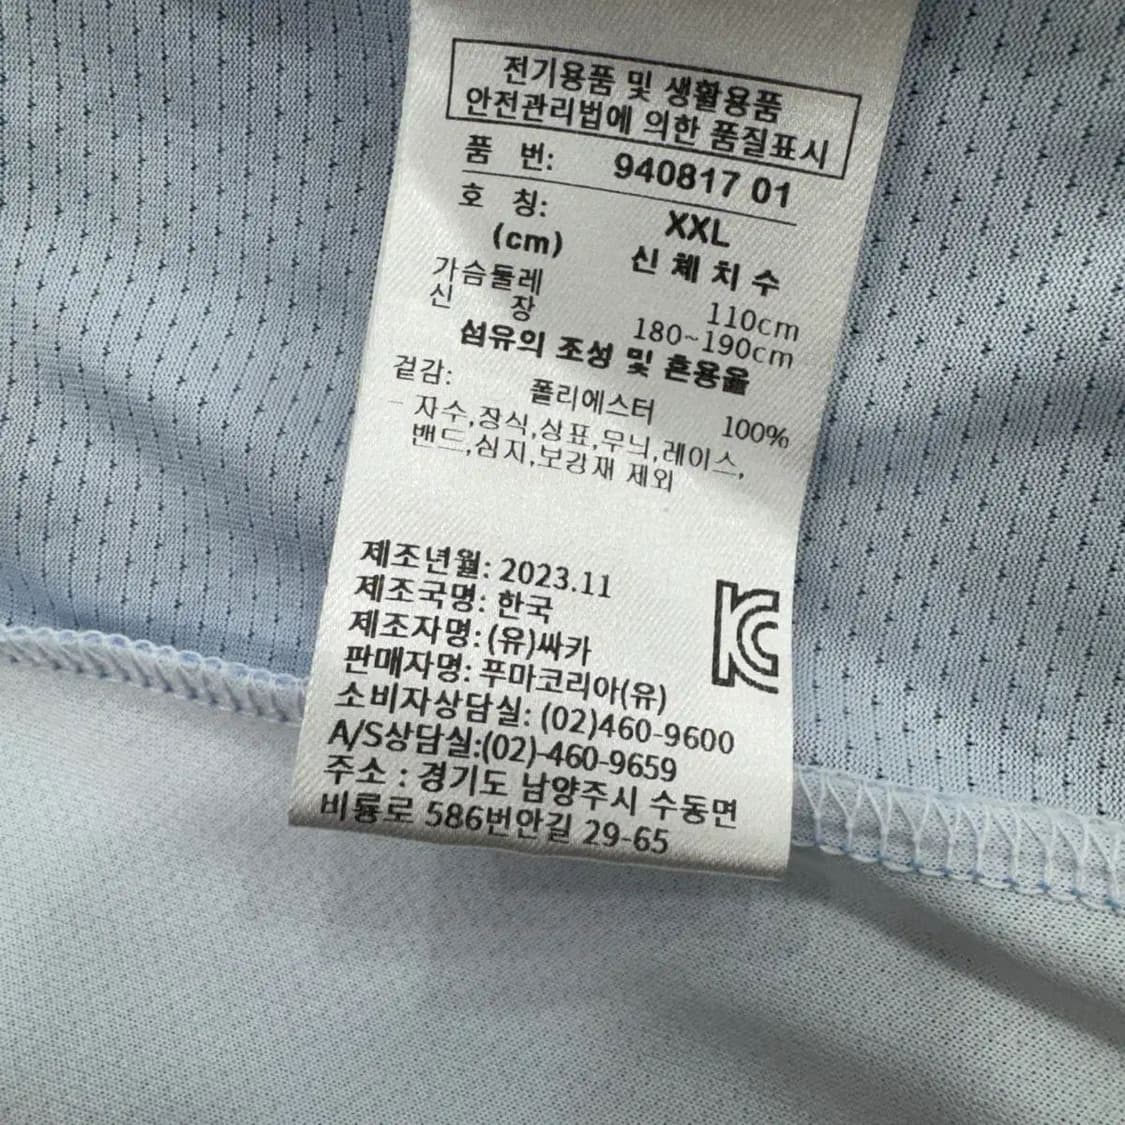 전기용품 및 생활용품
안전관리법에 의한 품질표시
품 번: 940817 01
호 칭: XXL
(cm) 신 체 치 수
가슴둘레 110cm
신 장 180~190cm
섬유의 조성 및 혼용율
겉감: 폴리에스터 100%
- 자수,장식,상표,무늬,레이스,
밴드,심지,보강재 제외
제조년월: 2023.11
제조국명: 한국
제조자명: (유)싸카
판매자명: 푸마코리아(유)
소비자상담실: (02)460-9600
A/S상담실:(02)-460-9659
주소 : 경기도 남양주시 수동면
비룡로 586번안길 29-65
KC